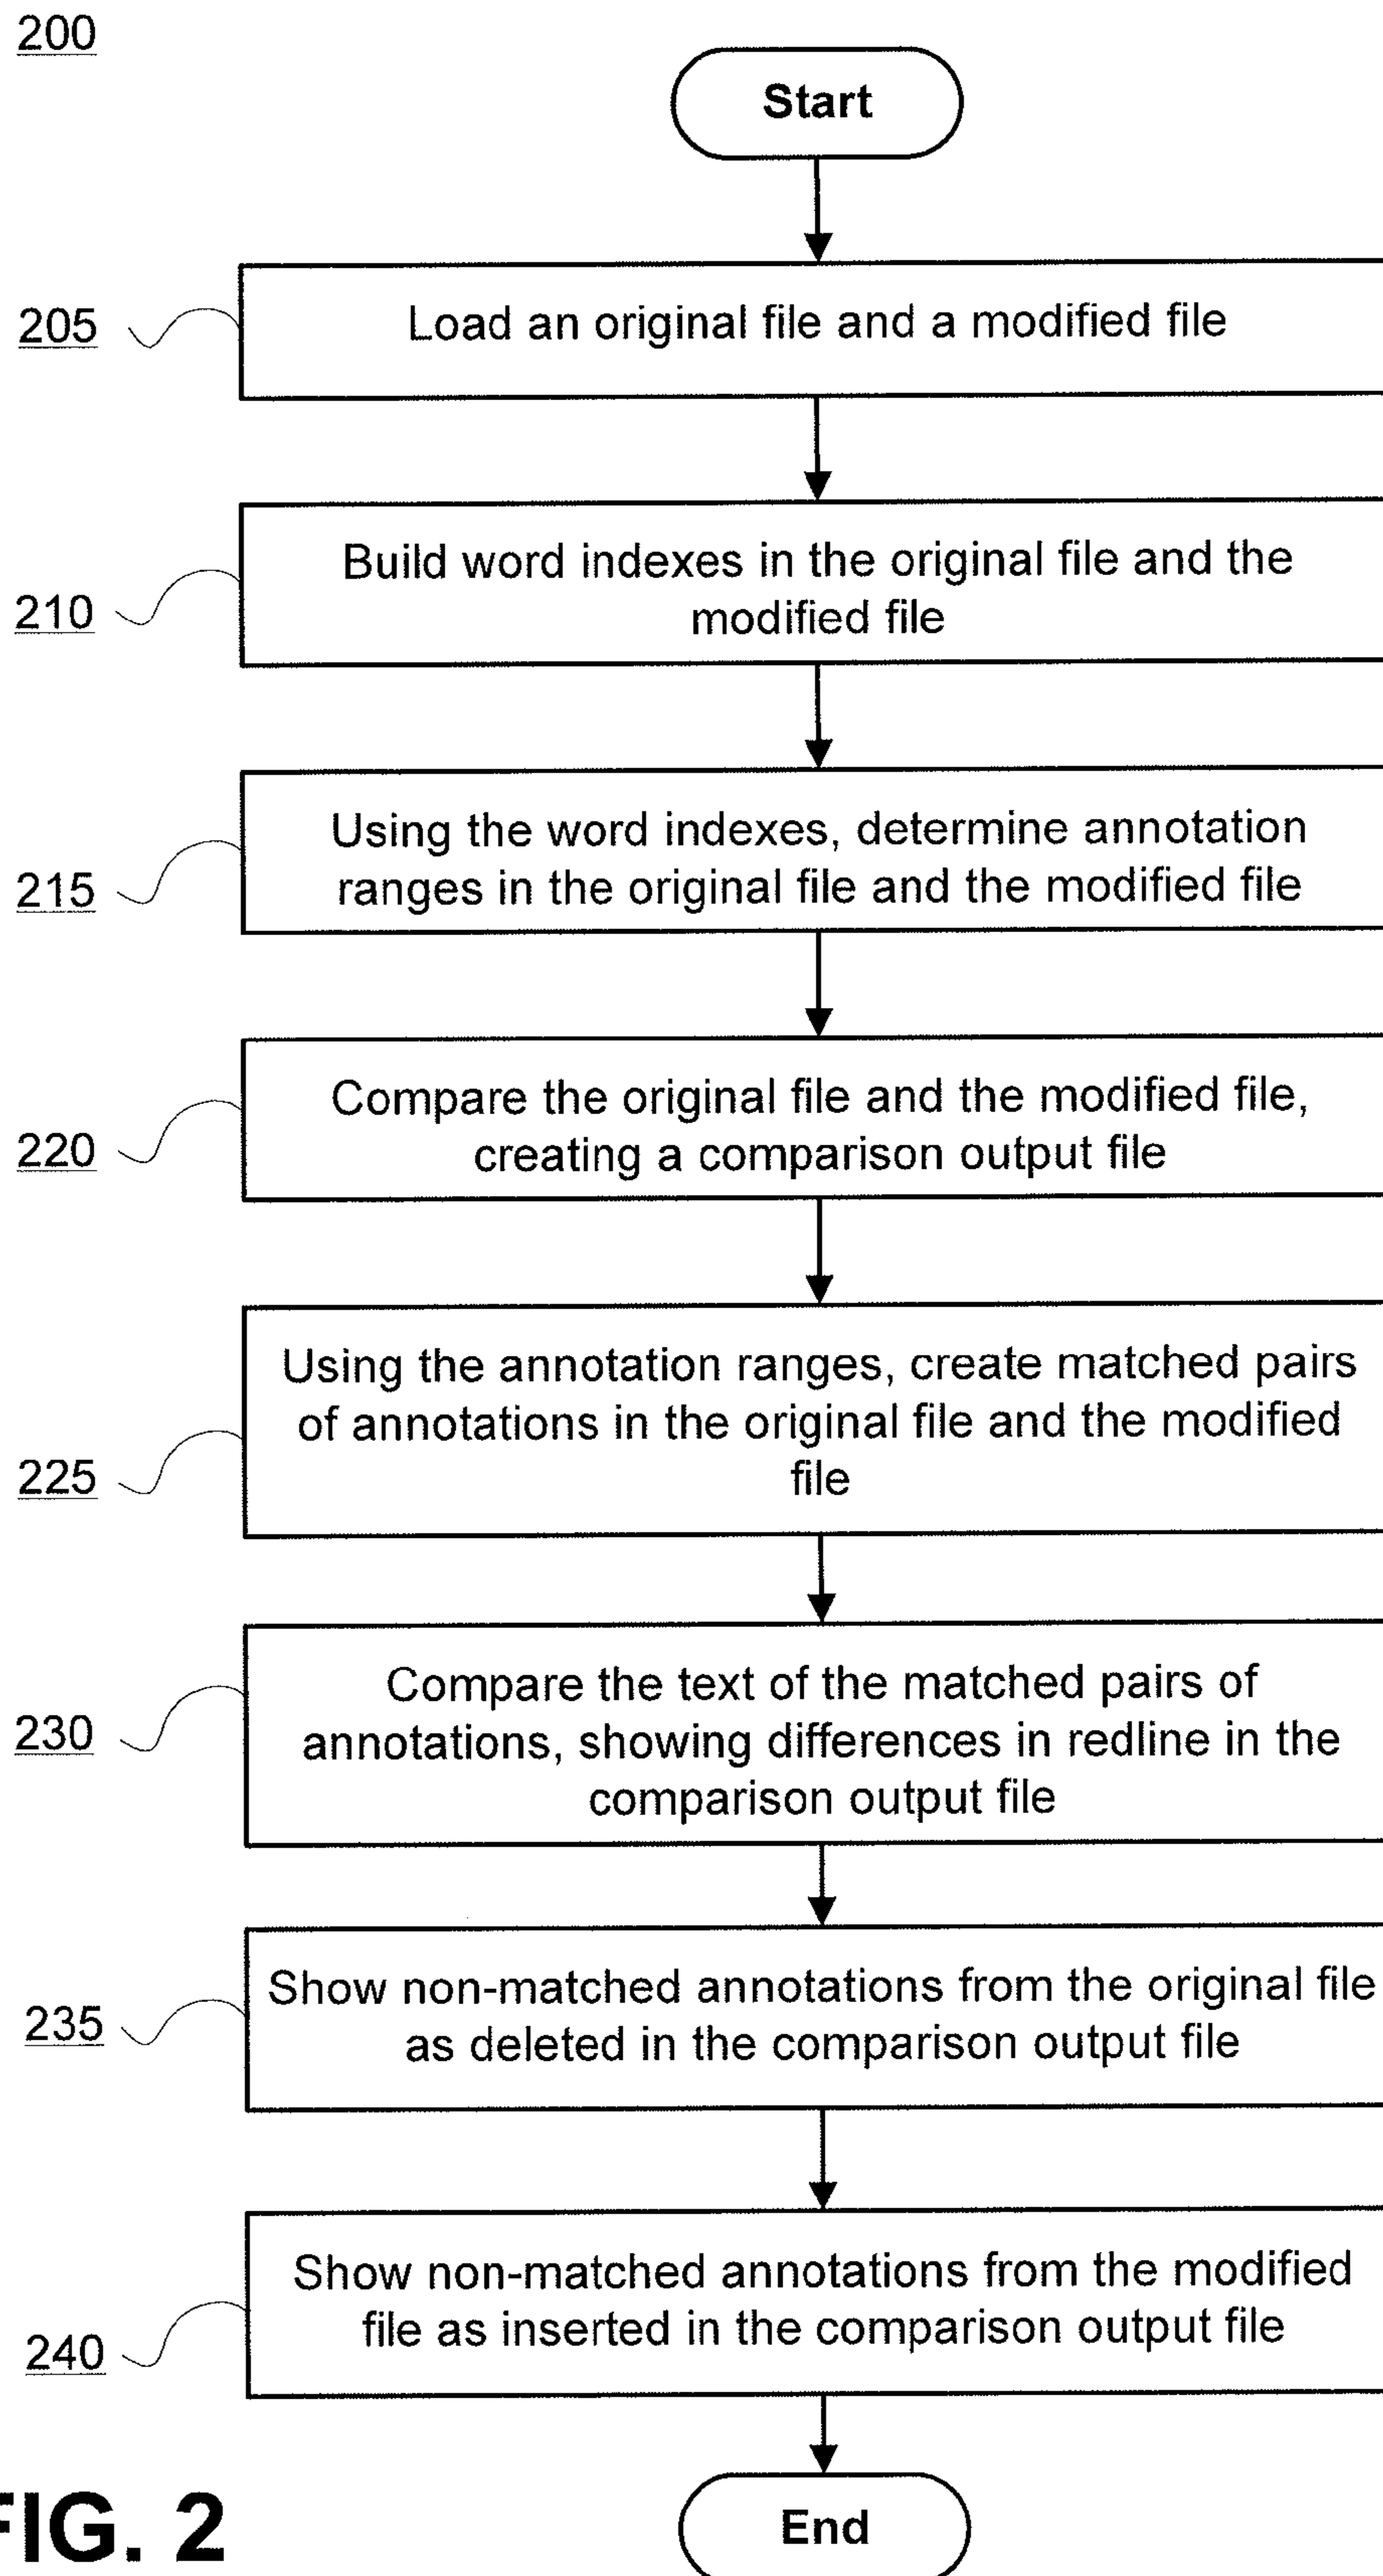 200
Start
205
Load an original file and a modified file
Build word indexes in the original file and the
210
modified file
Using the word indexes, determine annotation
215
ranges in the original file and the modified file
Compare the original file and the modified file,
220
creating a comparison output file
Using the annotation ranges, create matched pairs
of annotations in the original file and the modified
225
file
Compare the text of the matched pairs of
230
annotations, showing differences in redline in the
comparison output file
Show non-matched annotations from the original file
235
as deleted in the comparison output file
Show non-matched annotations from the modified
240
file as inserted in the comparison output file
End
FIG. 2